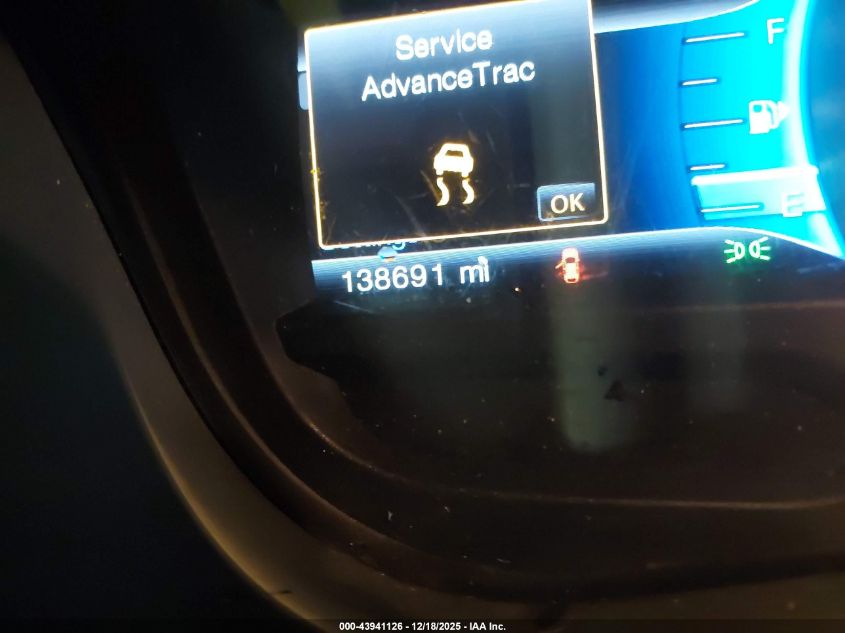 Service
AdvanceTrac
OK
F
E
138691 mi
000-43941126 - 12/18/2025 - IAA Inc.